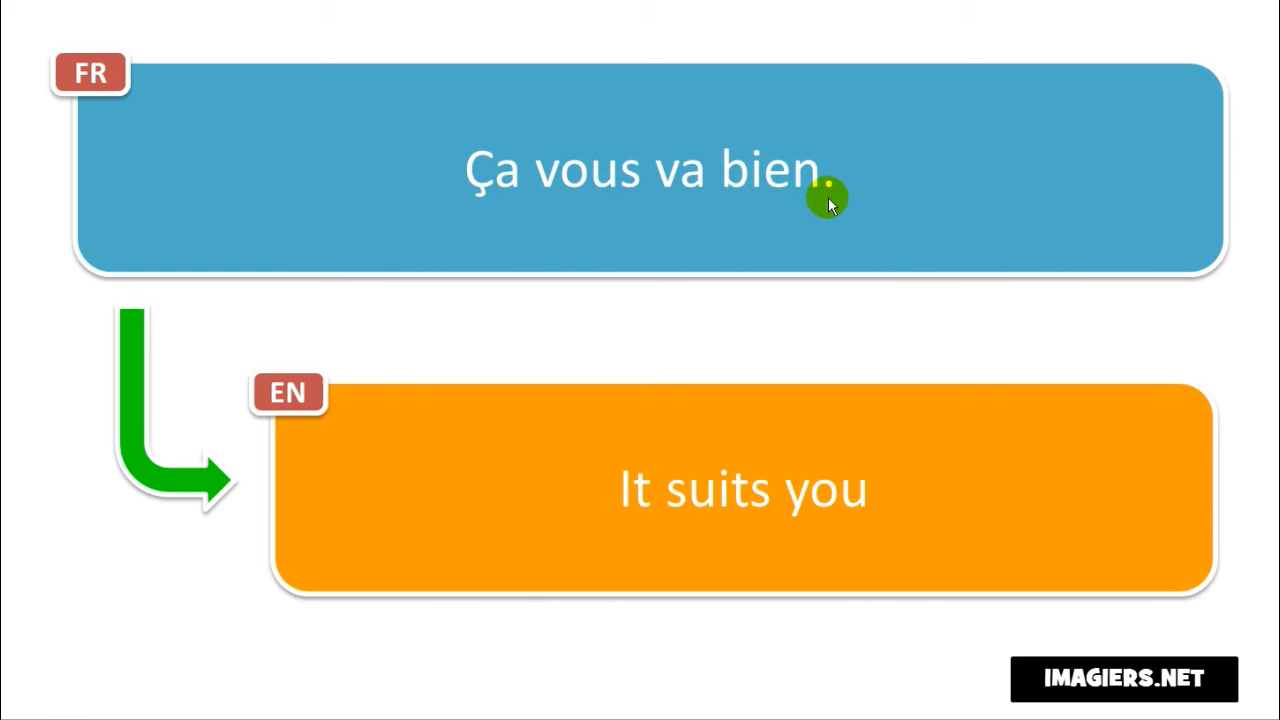 FR
Ça vous va bien.
EN
It suits you
IMAGIERS.NET